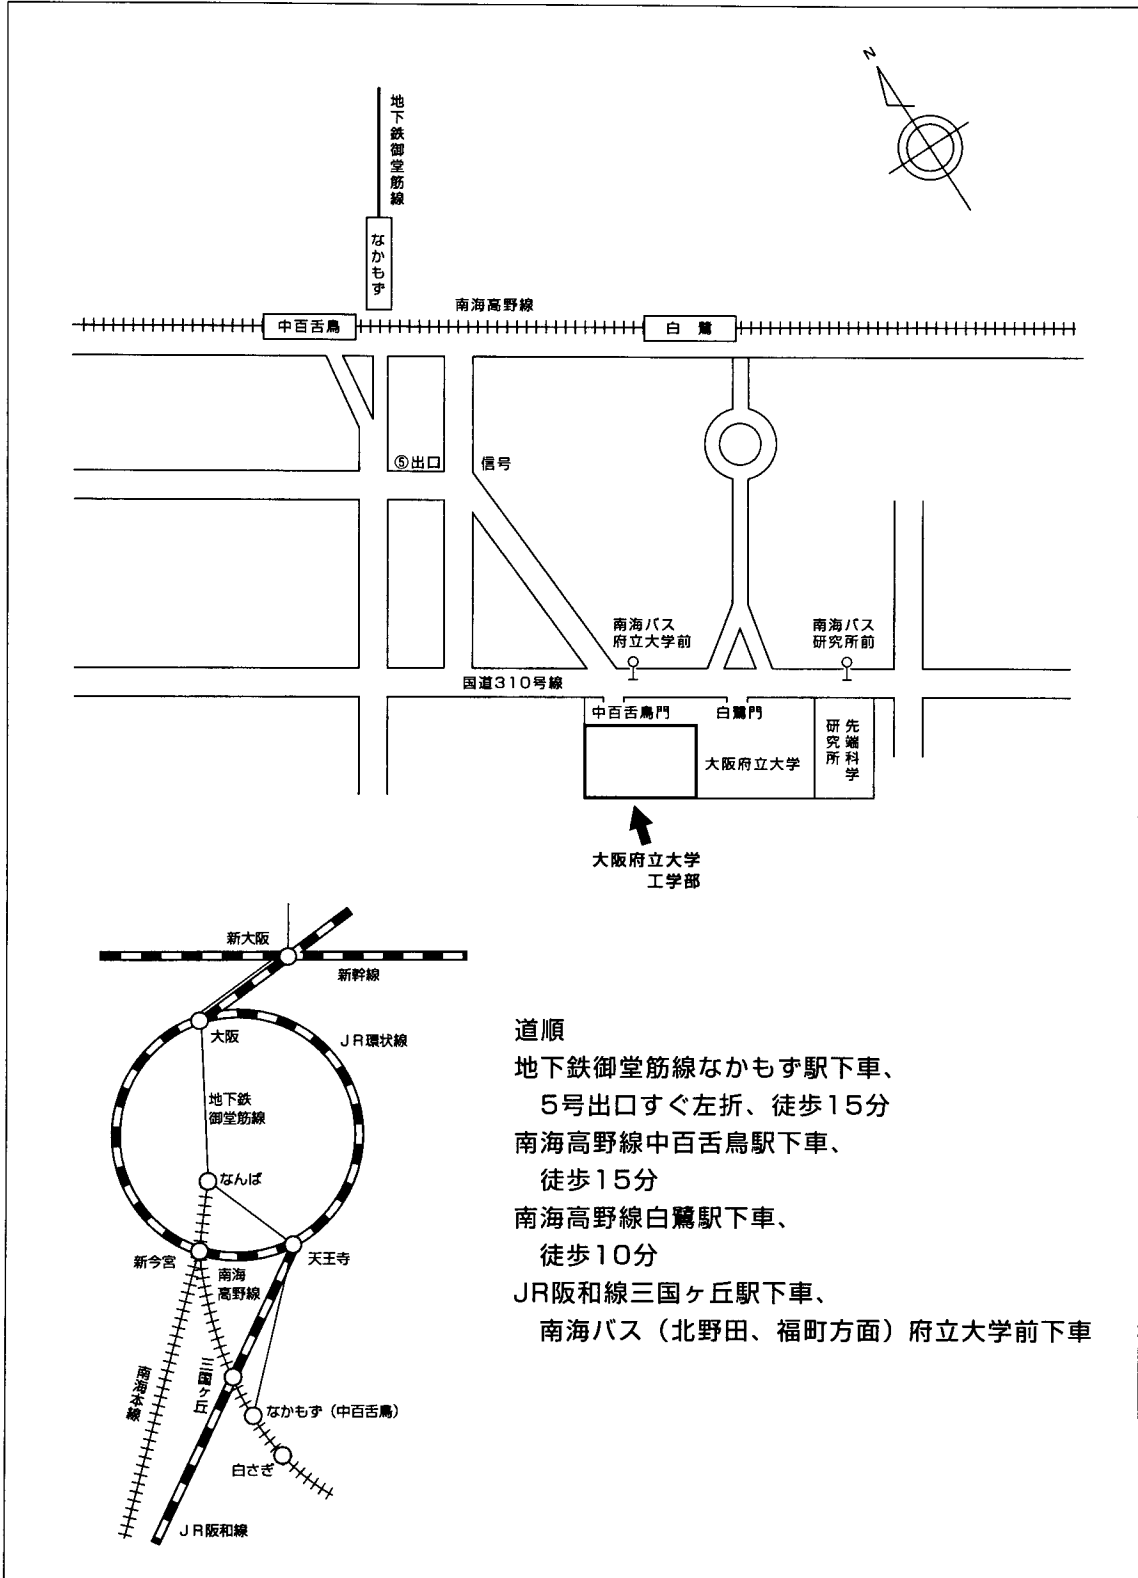 N
地下鉄御堂筋線
なかもず
南海高野線
中百舌鳥
白鷺
⑤出口
信号
南海バス
府立大学前
南海バス
研究所前
国道310号線
中百舌鳥門
白鷺門
大阪府立大学
先端科学
研究所
大阪府立大学
工学部
新大阪
新幹線
大阪
JR環状線
地下鉄
御堂筋線
なんば
新今宮
南海
高野線
天王寺
南海本線
三国ヶ丘
なかもず(中百舌鳥)
白さぎ
JR阪和線
道順
地下鉄御堂筋線なかもず駅下車、
5号出口すぐ左折、徒歩15分
南海高野線中百舌鳥駅下車、
徒歩15分
南海高野線白鷺駅下車、
徒歩10分
JR阪和線三国ヶ丘駅下車、
南海バス(北野田、福町方面)府立大学前下車